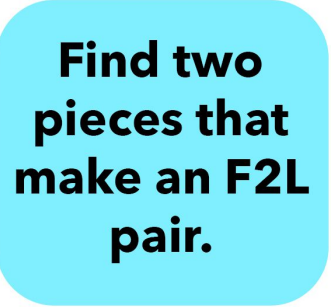 Find two
pieces that
make an F2L
pair.